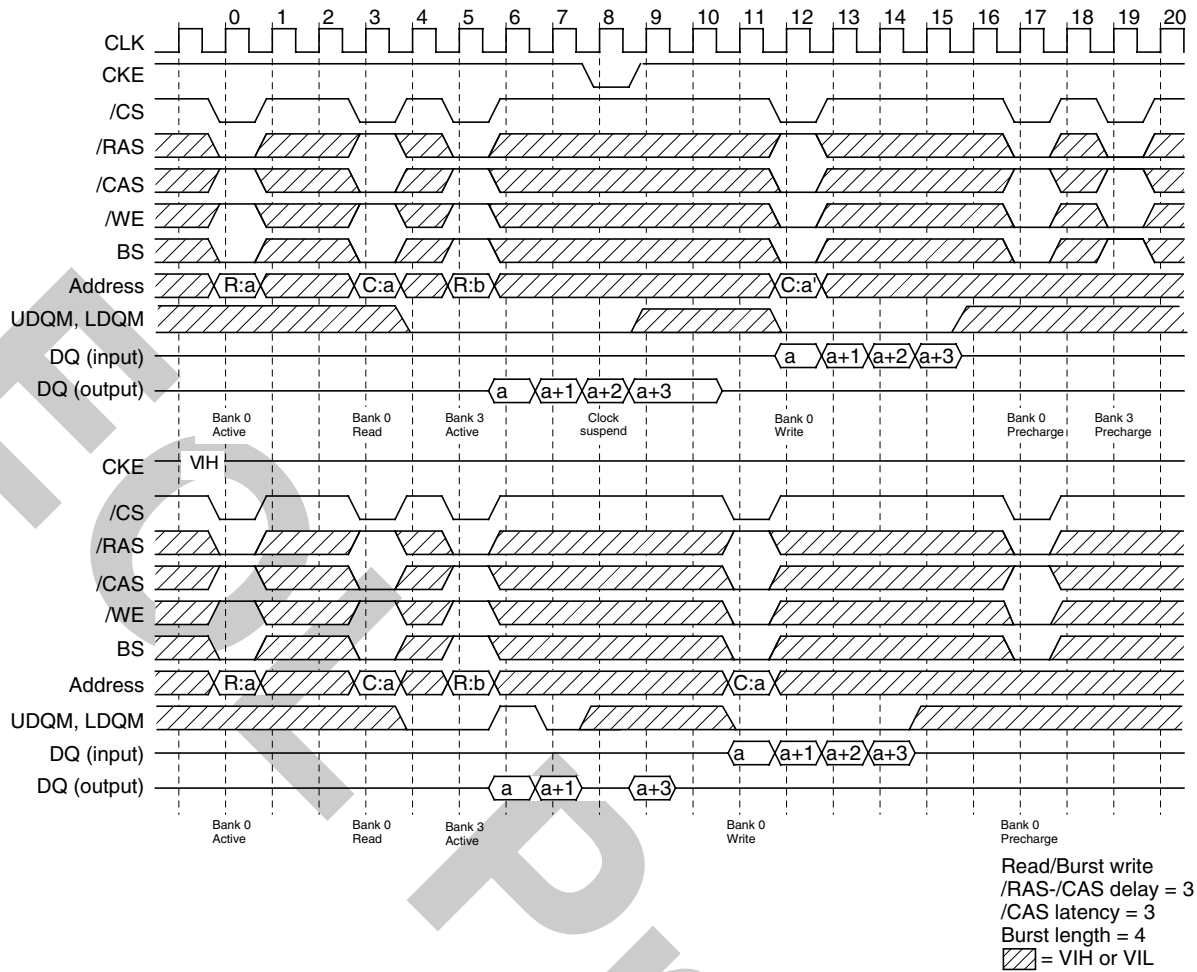 0 1 2 3 4 5 6 7 8 9 10 11 12 13 14 15 16 17 18 19 20
CLK
CKE
/CS
/RAS
/CAS
/WE
BS
Address R:a C:a R:b C:a'
UDQM, LDQM
DQ (input) a a+1 a+2 a+3
DQ (output) a a+1 a+2 a+3
Bank 0 Bank 0 Bank 3 Clock Bank 0 Bank 0 Bank 3
Active Read Active suspend Write Precharge Precharge
CKE VIH
/CS
/RAS
/CAS
/WE
BS
Address R:a C:a R:b C:a
UDQM, LDQM
DQ (input) a a+1 a+2 a+3
DQ (output) a a+1 a+3
Bank 0 Bank 0 Bank 3 Bank 0 Bank 0
Active Read Active Write Precharge
Read/Burst write
/RAS-/CAS delay = 3
/CAS latency = 3
Burst length = 4
= VIH or VIL